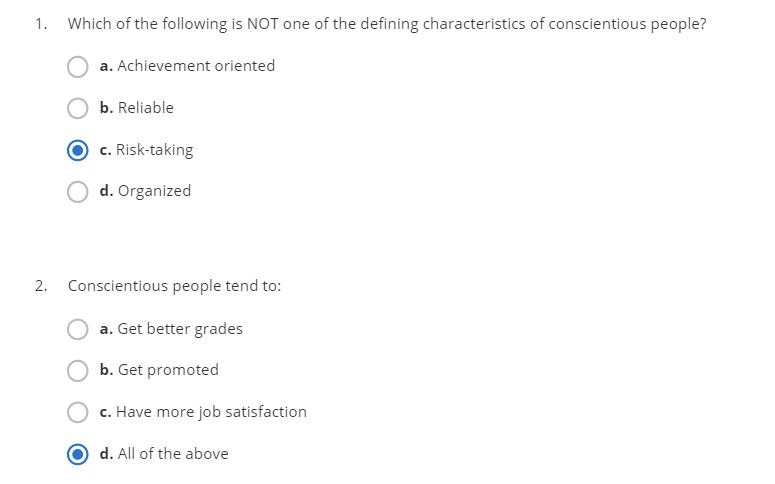 1. Which of the following is NOT one of the defining characteristics of conscientious people?
a. Achievement oriented
b. Reliable
c. Risk-taking
d. Organized
2. Conscientious people tend to:
a. Get better grades
b. Get promoted
c. Have more job satisfaction
d. All of the above